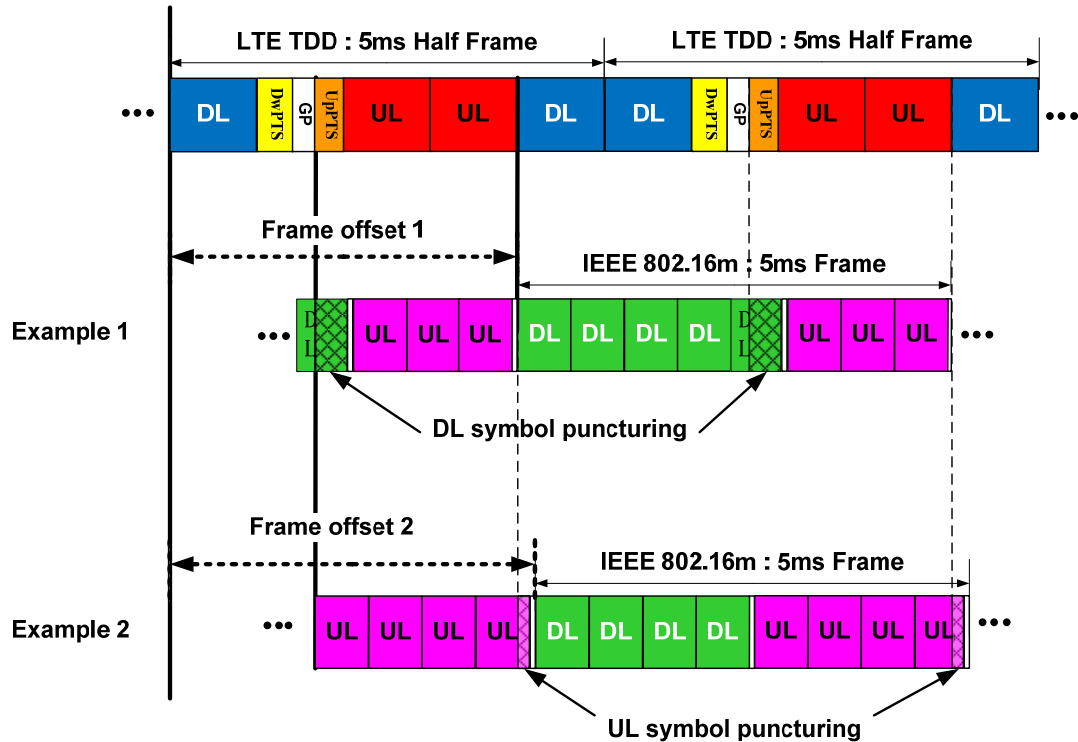 LTE TDD : 5ms Half Frame LTE TDD : 5ms Half Frame
••• DL DwPTS GP UpPTS UL UL DL DL DwPTS GP UpPTS UL UL DL •••
Frame offset 1
IEEE 802.16m : 5ms Frame
Example 1 ••• DL UL UL UL DL DL DL DL DL UL UL UL •••
DL symbol puncturing
Frame offset 2
IEEE 802.16m : 5ms Frame
Example 2 ••• UL UL UL UL DL DL DL DL UL UL UL UL •••
UL symbol puncturing